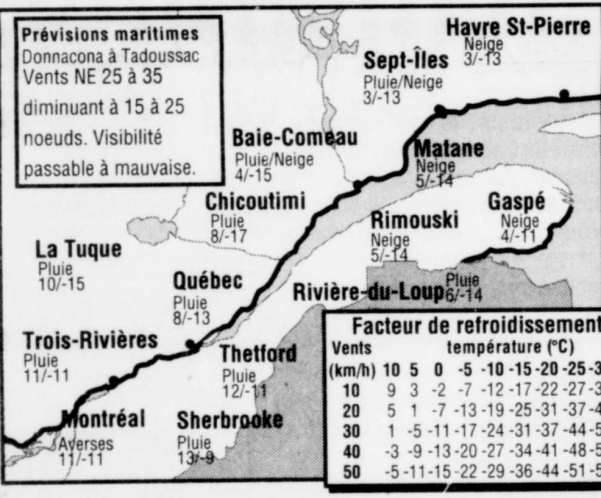 Prévisions maritimes
Donnacona à Tadoussac
Vents NE 25 à 35
diminuant à 15 à 25
noeuds. Visibilité
passable à mauvaise.
Havre St-Pierre
Neige
3/-13
Sept-Îles
Pluie/Neige
3/-13
Baie-Comeau
Pluie/Neige
4/-15
Matane
Neige
5/-14
Chicoutimi
Pluie
8/-17
Rimouski
Neige
5/-14
Gaspé
Neige
4/-11
La Tuque
Pluie
10/-15
Québec
Pluie
8/-13
Rivière-du-Loup
Pluie
6/-14
Trois-Rivières
Pluie
11/-11
Thetford
Pluie
12/-11
Montréal
Averses
11/-11
Sherbrooke
Pluie
13/-9
Facteur de refroidissement
Vents température (°C)
(km/h) 10 5 0 -5 -10 -15 -20 -25 -3
10 9 3 -2 -7 -12 -17 -22 -27 -3
20 5 1 -7 -13 -19 -25 -31 -37 -4
30 1 -5 -11 -17 -24 -31 -37 -44 -5
40 -3 -9 -13 -20 -27 -34 -41 -48 -5
50 -5 -11 -15 -22 -29 -36 -44 -51 -5